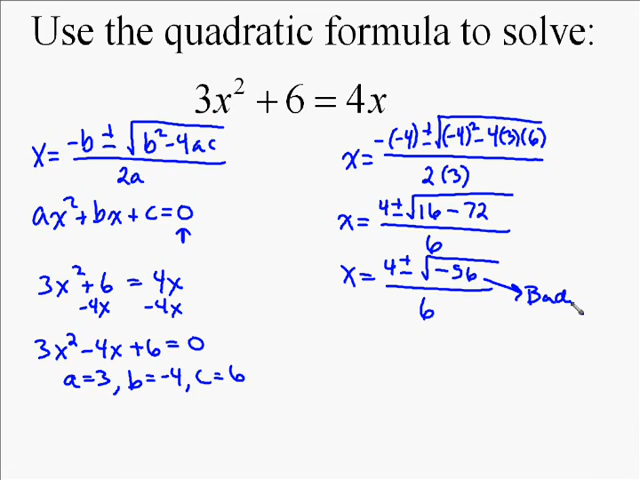 Use the quadratic formula to solve:
3x² + 6 = 4x
x = (-b ± √(b² - 4ac)) / 2a
ax² + bx + c = 0
↑
3x² + 6 = 4x
-4x -4x
3x² - 4x + 6 = 0
a = 3, b = -4, c = 6
x = (-(-4) ± √((-4)² - 4(3)(6))) / 2(3)
x = (4 ± √(16 - 72)) / 6
x = (4 ± √(-56)) / 6 → Bad